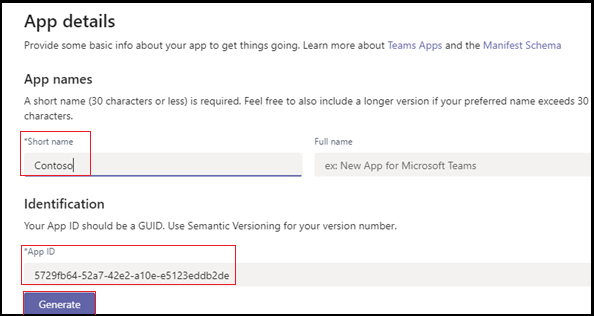 App details
Provide some basic info about your app to get things going. Learn more about Teams Apps and the Manifest Schema
App names
A short name (30 characters or less) is required. Feel free to also include a longer version if your preferred name exceeds 30
characters.
*Short name
Full name
Contoso
ex: New App for Microsoft Teams
Identification
Your App ID should be a GUID. Use Semantic Versioning for your version number.
*App ID
5729fb64-52a7-42e2-a10e-e5123eddb2de
Generate